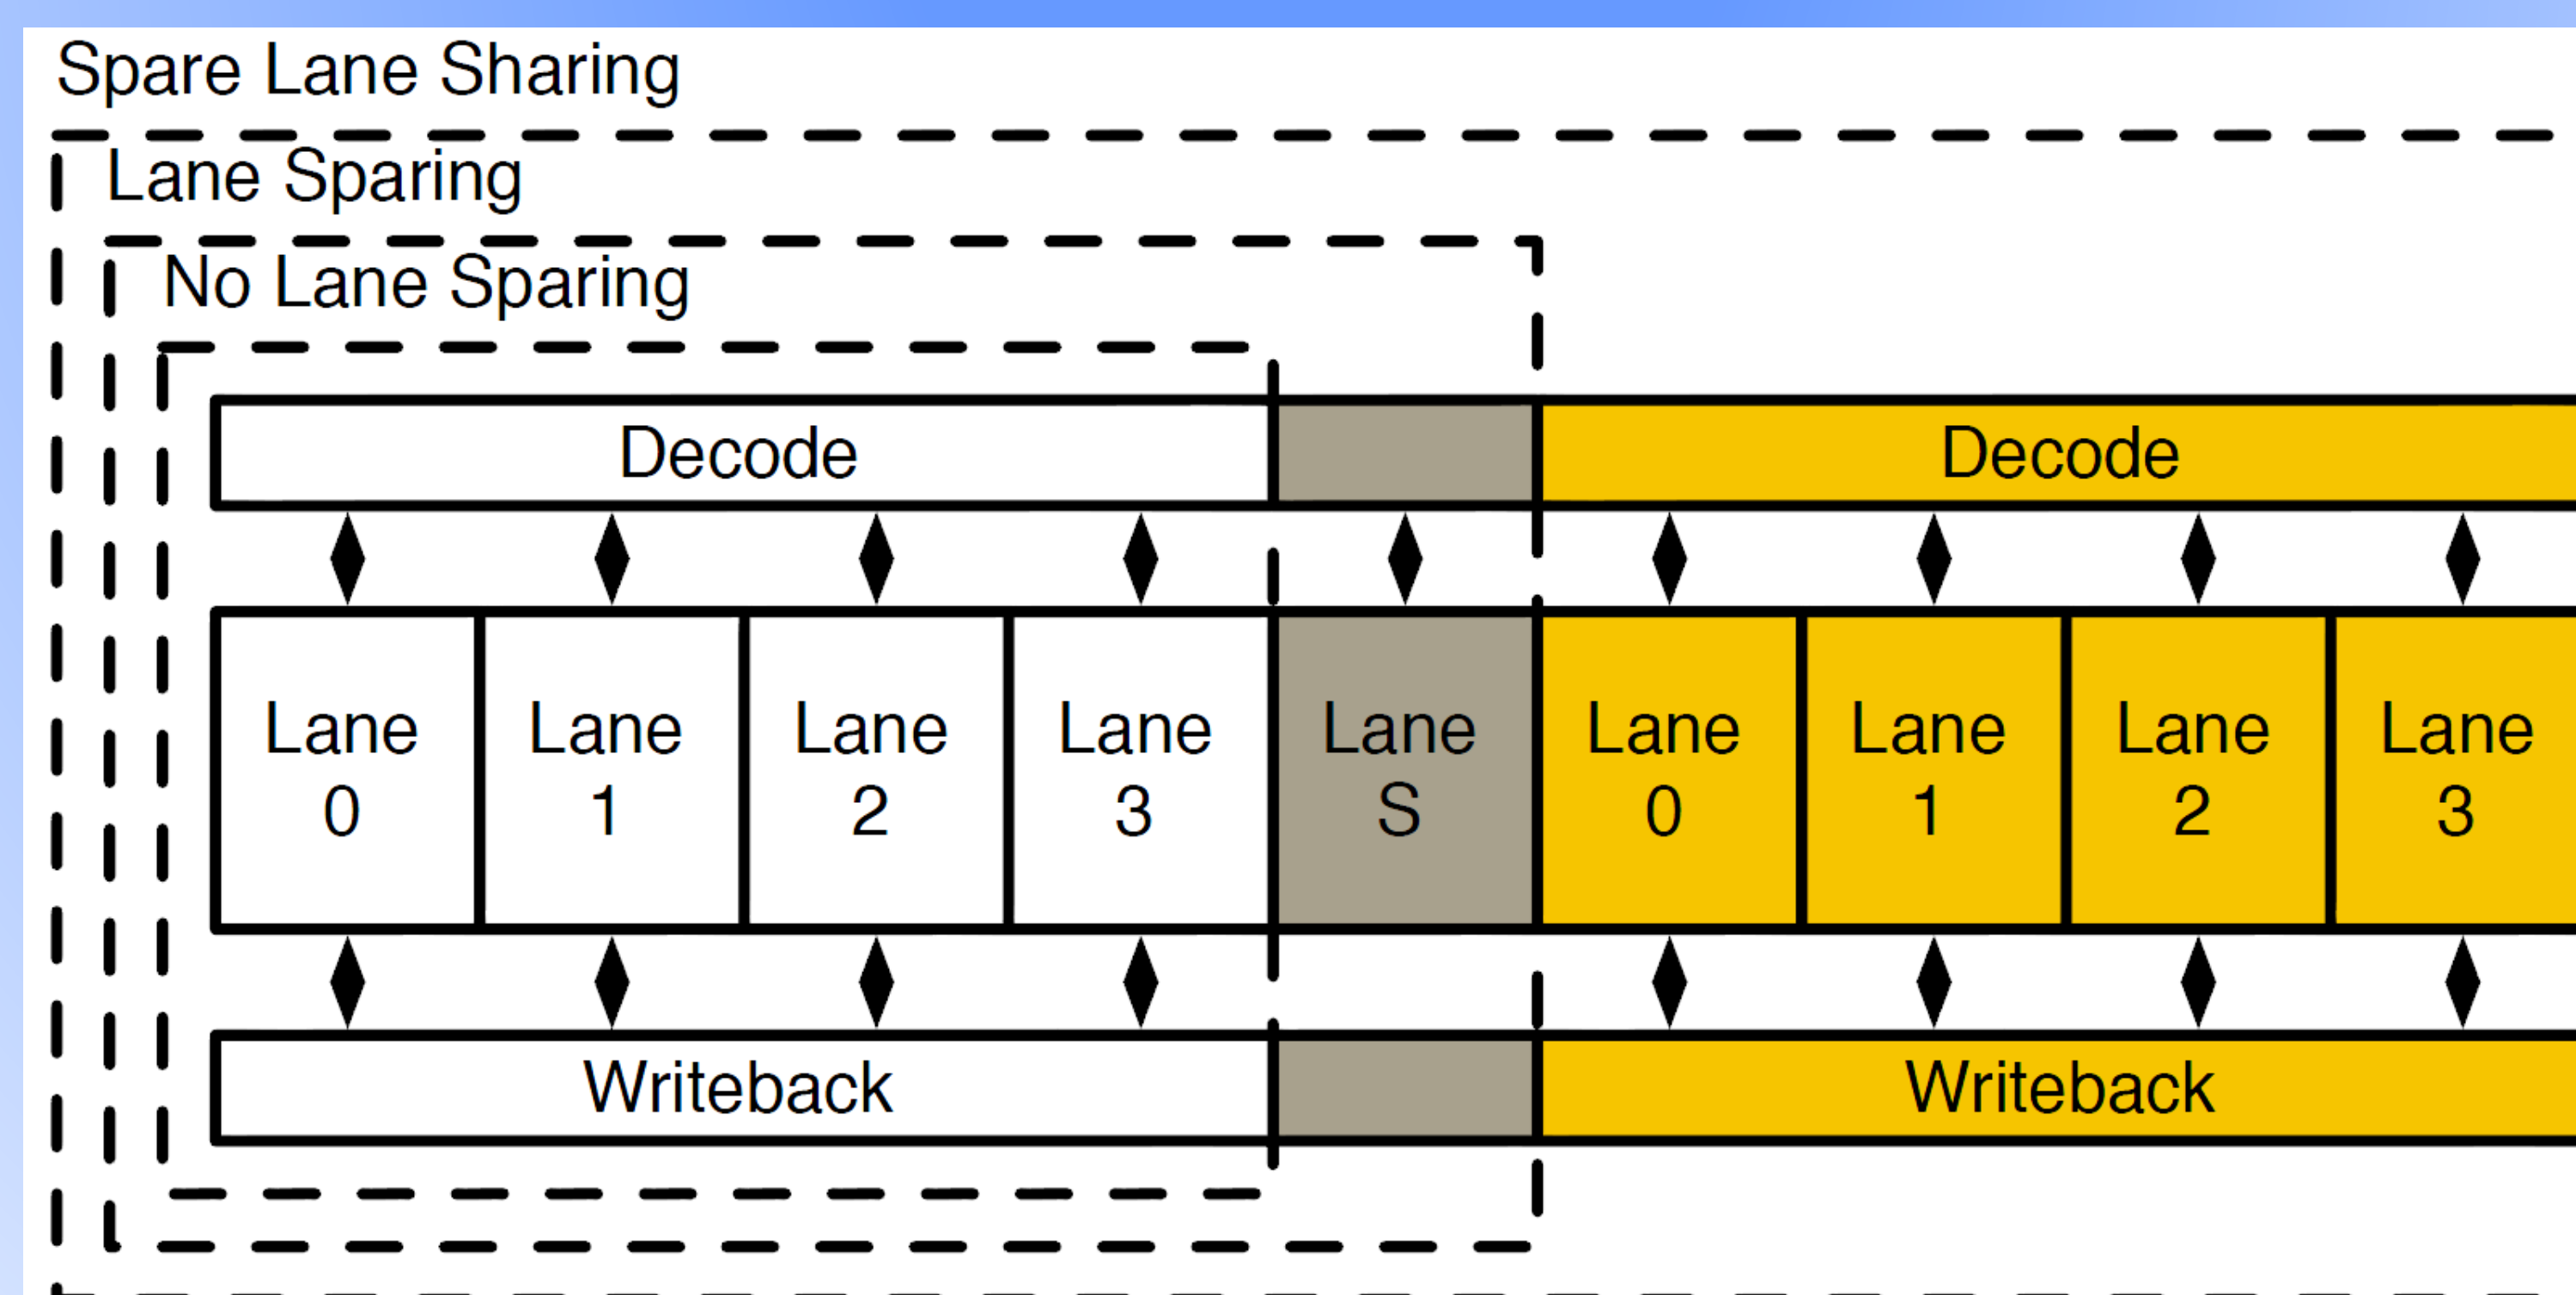 Spare Lane Sharing
Lane Sparing
No Lane Sparing
Decode Decode
Lane Lane Lane Lane Lane Lane Lane Lane Lane
0 1 2 3 S 0 1 2 3
Writeback Writeback